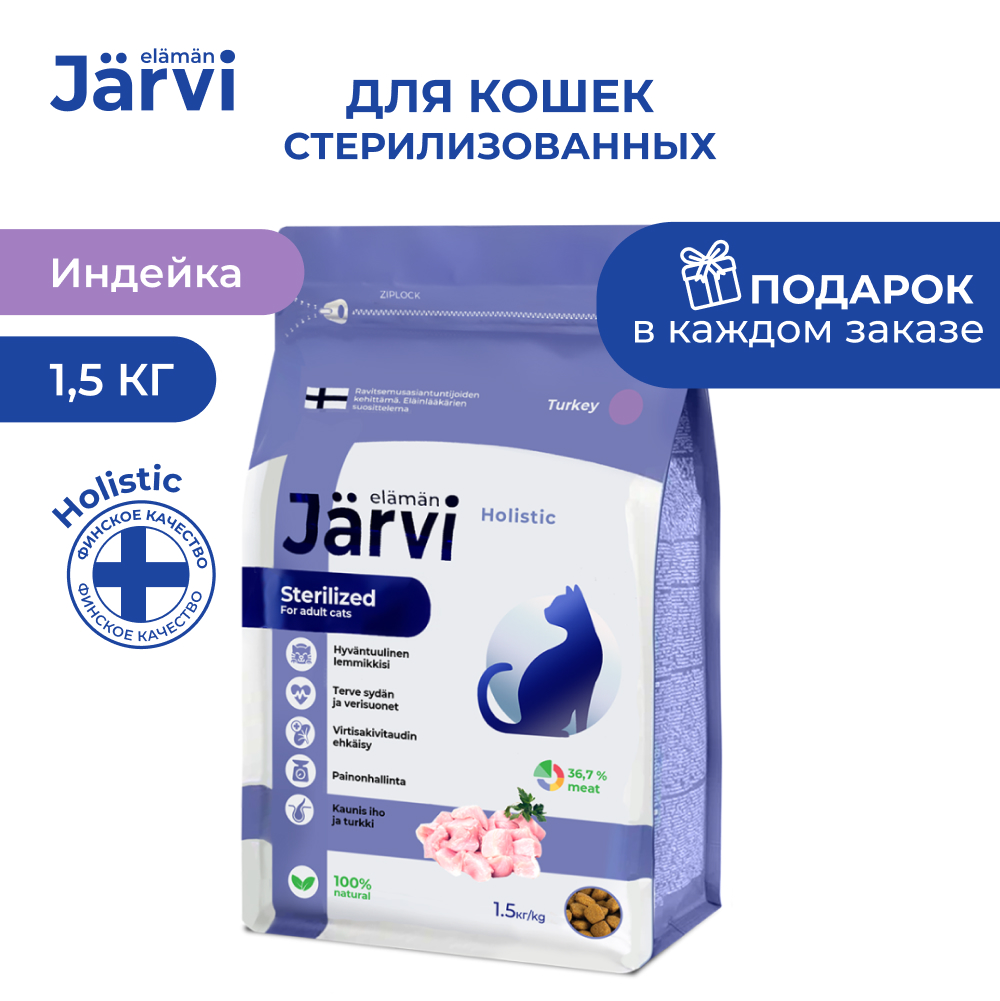 elämän
Järvi
ДЛЯ КОШЕК
СТЕРИЛИЗОВАННЫХ
Индейка
1,5 КГ
ПОДАРОК
в каждом заказе
Holistic
ФИНСКОЕ КАЧЕСТВО
ФИНСКОЕ КАЧЕСТВО
ZIPLOCK
Ravitsemusasiantuntijoiden
kehittämä. Eläinlääkärien
suosittelema
Turkey
elämän
Järvi
Holistic
Sterilized
For adult cats
Hyväntuulinen
lemmikkisi
Terve sydän
ja verisuonet
Virtsakivitaudin
ehkäisy
Painonhallinta
Kaunis iho
ja turkki
36,7 %
meat
100%
natural
1.5кг/kg